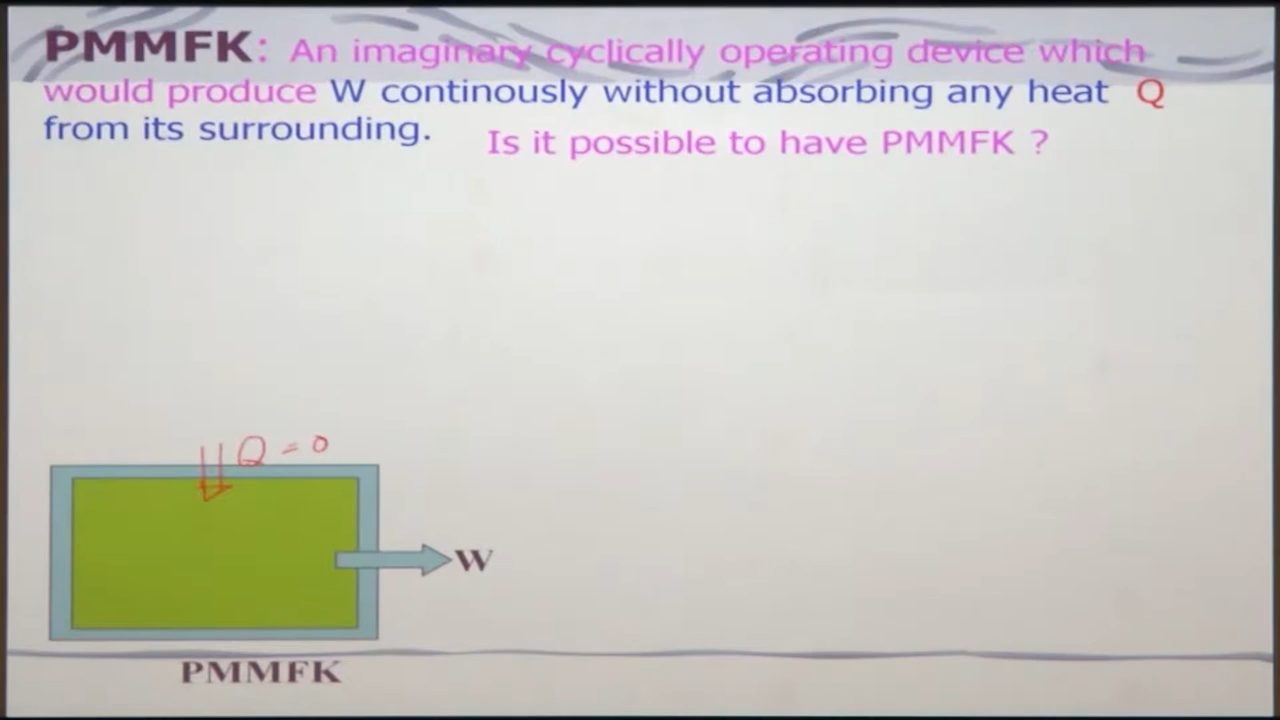 PMMFK: An imaginary cyclically operating device which
would produce W continously without absorbing any heat Q
from its surrounding.
Is it possible to have PMMFK ?
Q = 0
W
PMMFK